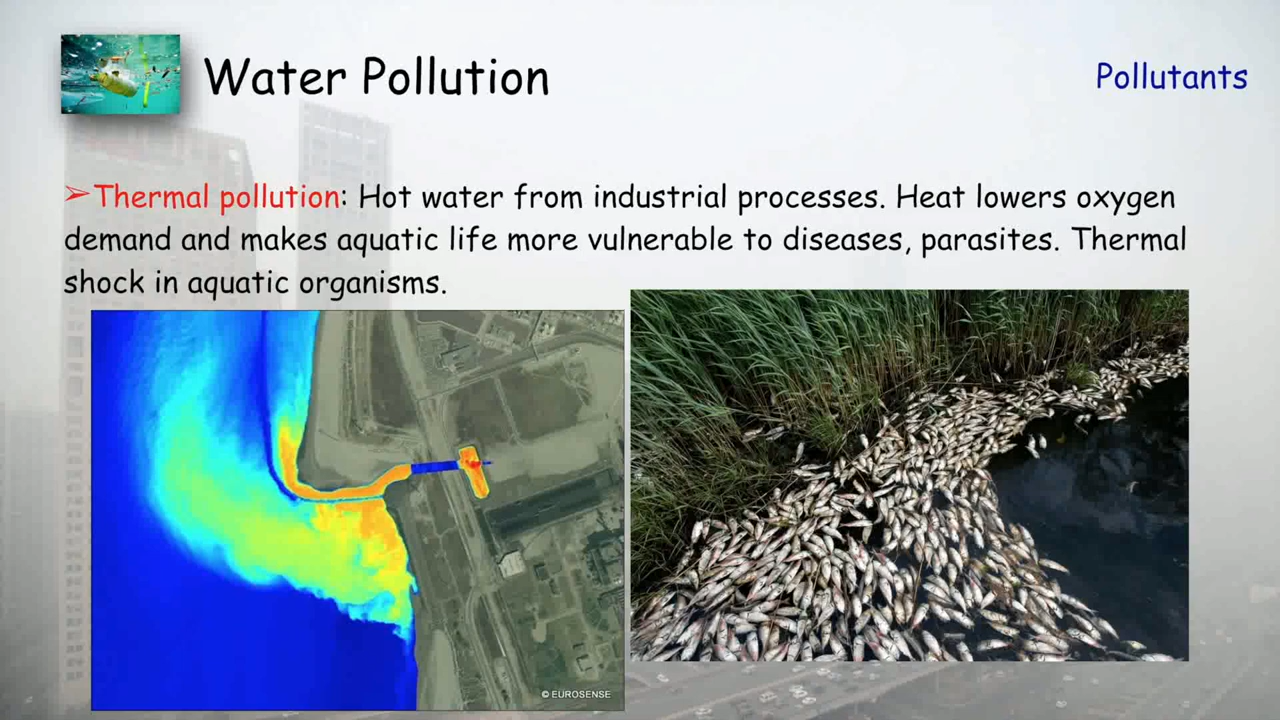 Water Pollution
Pollutants
➢Thermal pollution: Hot water from industrial processes. Heat lowers oxygen
demand and makes aquatic life more vulnerable to diseases, parasites. Thermal
shock in aquatic organisms.
© EUROSENSE